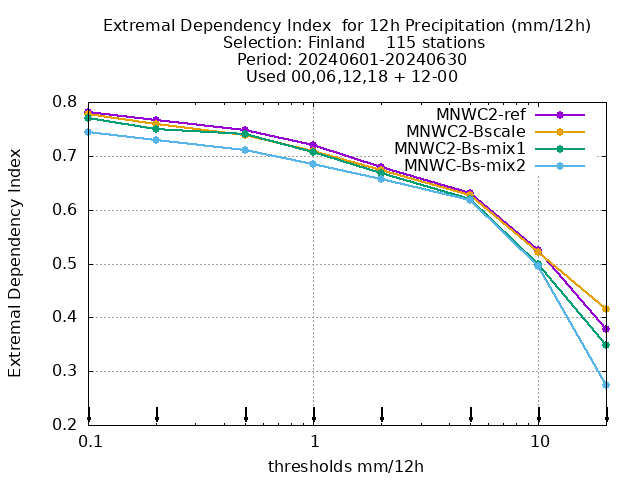 Extremal Dependency Index  for 12h Precipitation (mm/12h)
Selection: Finland    115 stations
Period: 20240601-20240630
Used 00,06,12,18 + 12-00
MNWC2-ref
MNWC2-Bscale
MNWC2-Bs-mix1
MNWC-Bs-mix2
Extremal Dependency Index
0.8
0.7
0.6
0.5
0.4
0.3
0.2
0.1 1 10
thresholds mm/12h